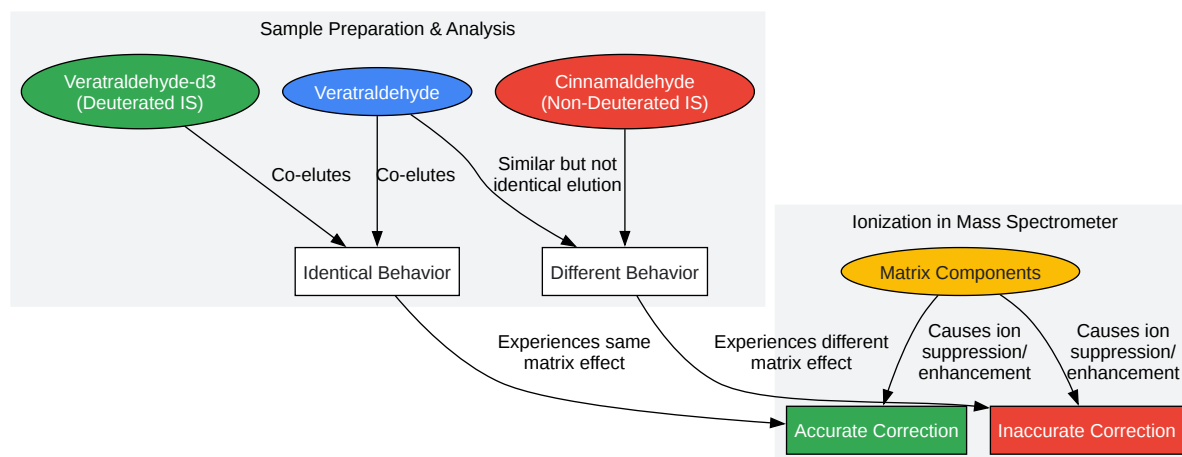 Sample Preparation & Analysis
Veratraldehyde-d3
(Deuterated IS)
Veratraldehyde
Cinnamaldehyde
(Non-Deuterated IS)
Co-elutes
Co-elutes
Similar but not
identical elution
Identical Behavior
Different Behavior
Ionization in Mass Spectrometer
Matrix Components
Experiences same
matrix effect
Experiences different
matrix effect
Causes ion
suppression/
enhancement
Causes ion
suppression/
enhancement
Accurate Correction
Inaccurate Correction